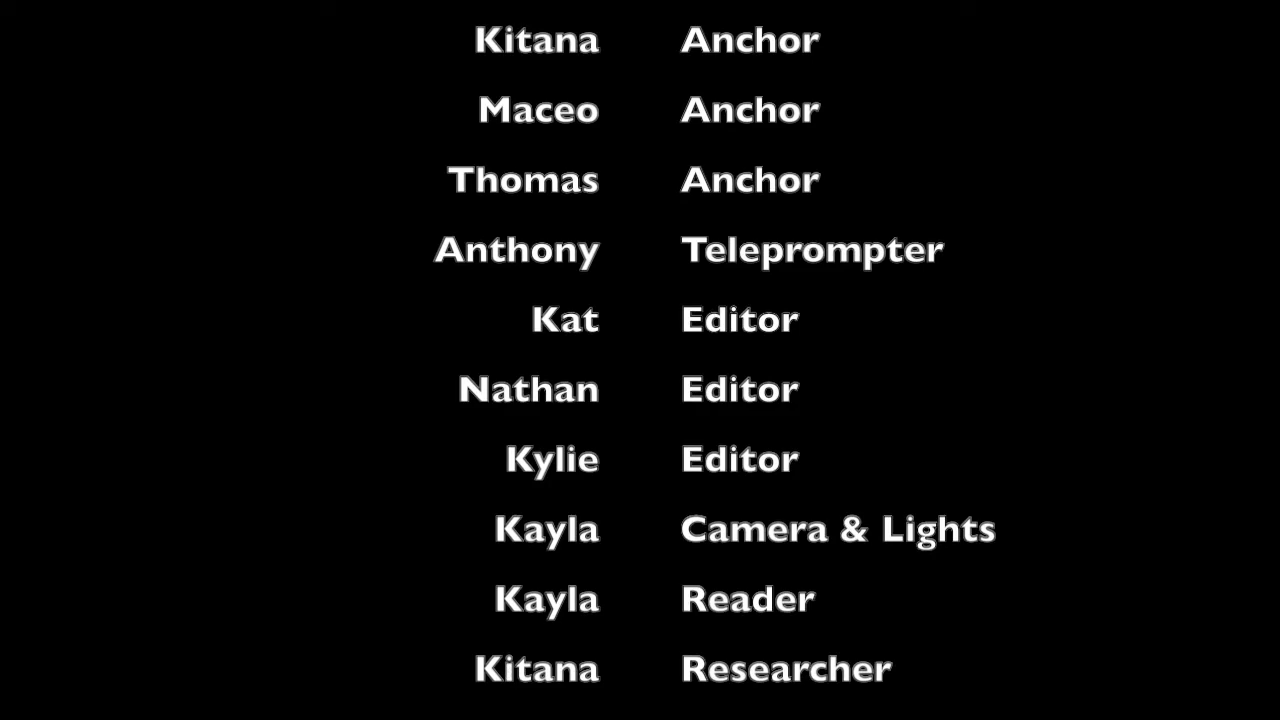 Kitana Anchor
Maceo Anchor
Thomas Anchor
Anthony Teleprompter
Kat Editor
Nathan Editor
Kylie Editor
Kayla Camera & Lights
Kayla Reader
Kitana Researcher